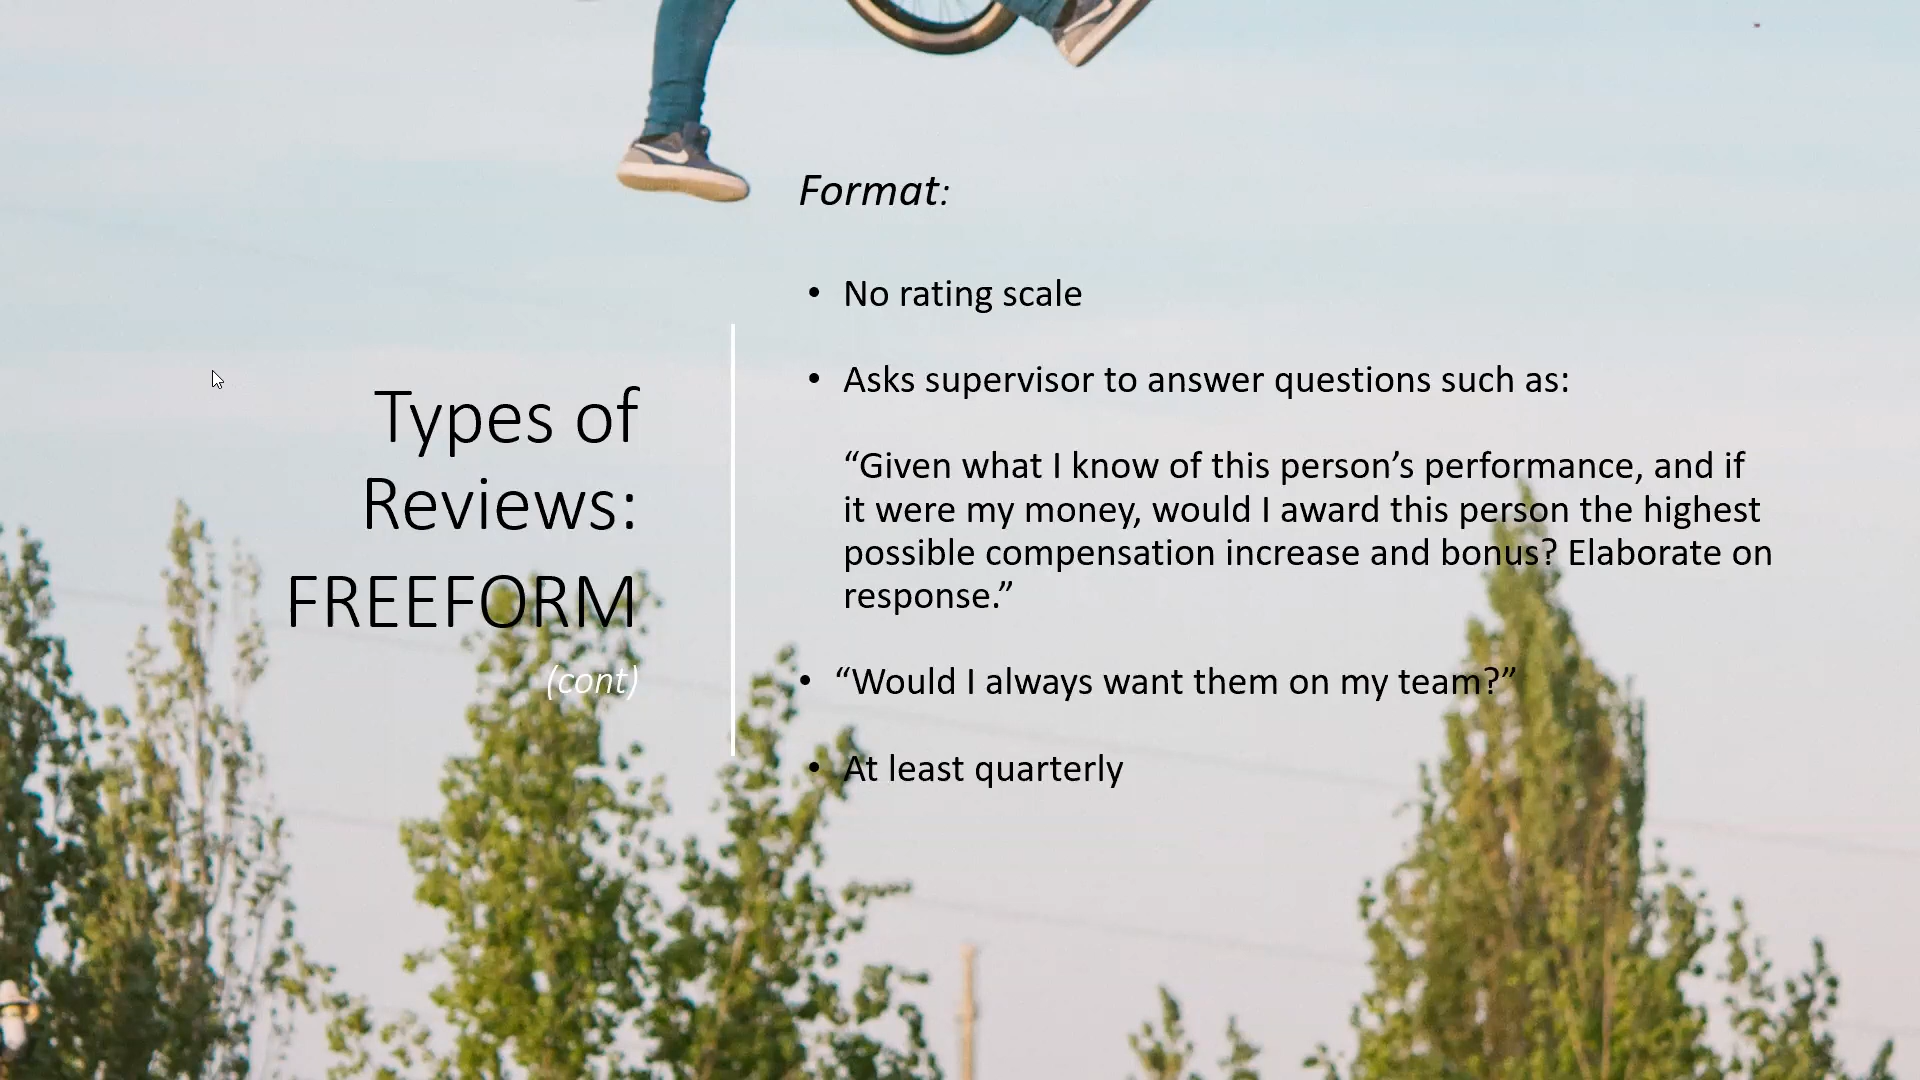 Types of
Reviews:
FREEFORM
(cont)
Format:
• No rating scale
• Asks supervisor to answer questions such as:
“Given what I know of this person’s performance, and if
it were my money, would I award this person the highest
possible compensation increase and bonus? Elaborate on
response.”
• “Would I always want them on my team?”
• At least quarterly